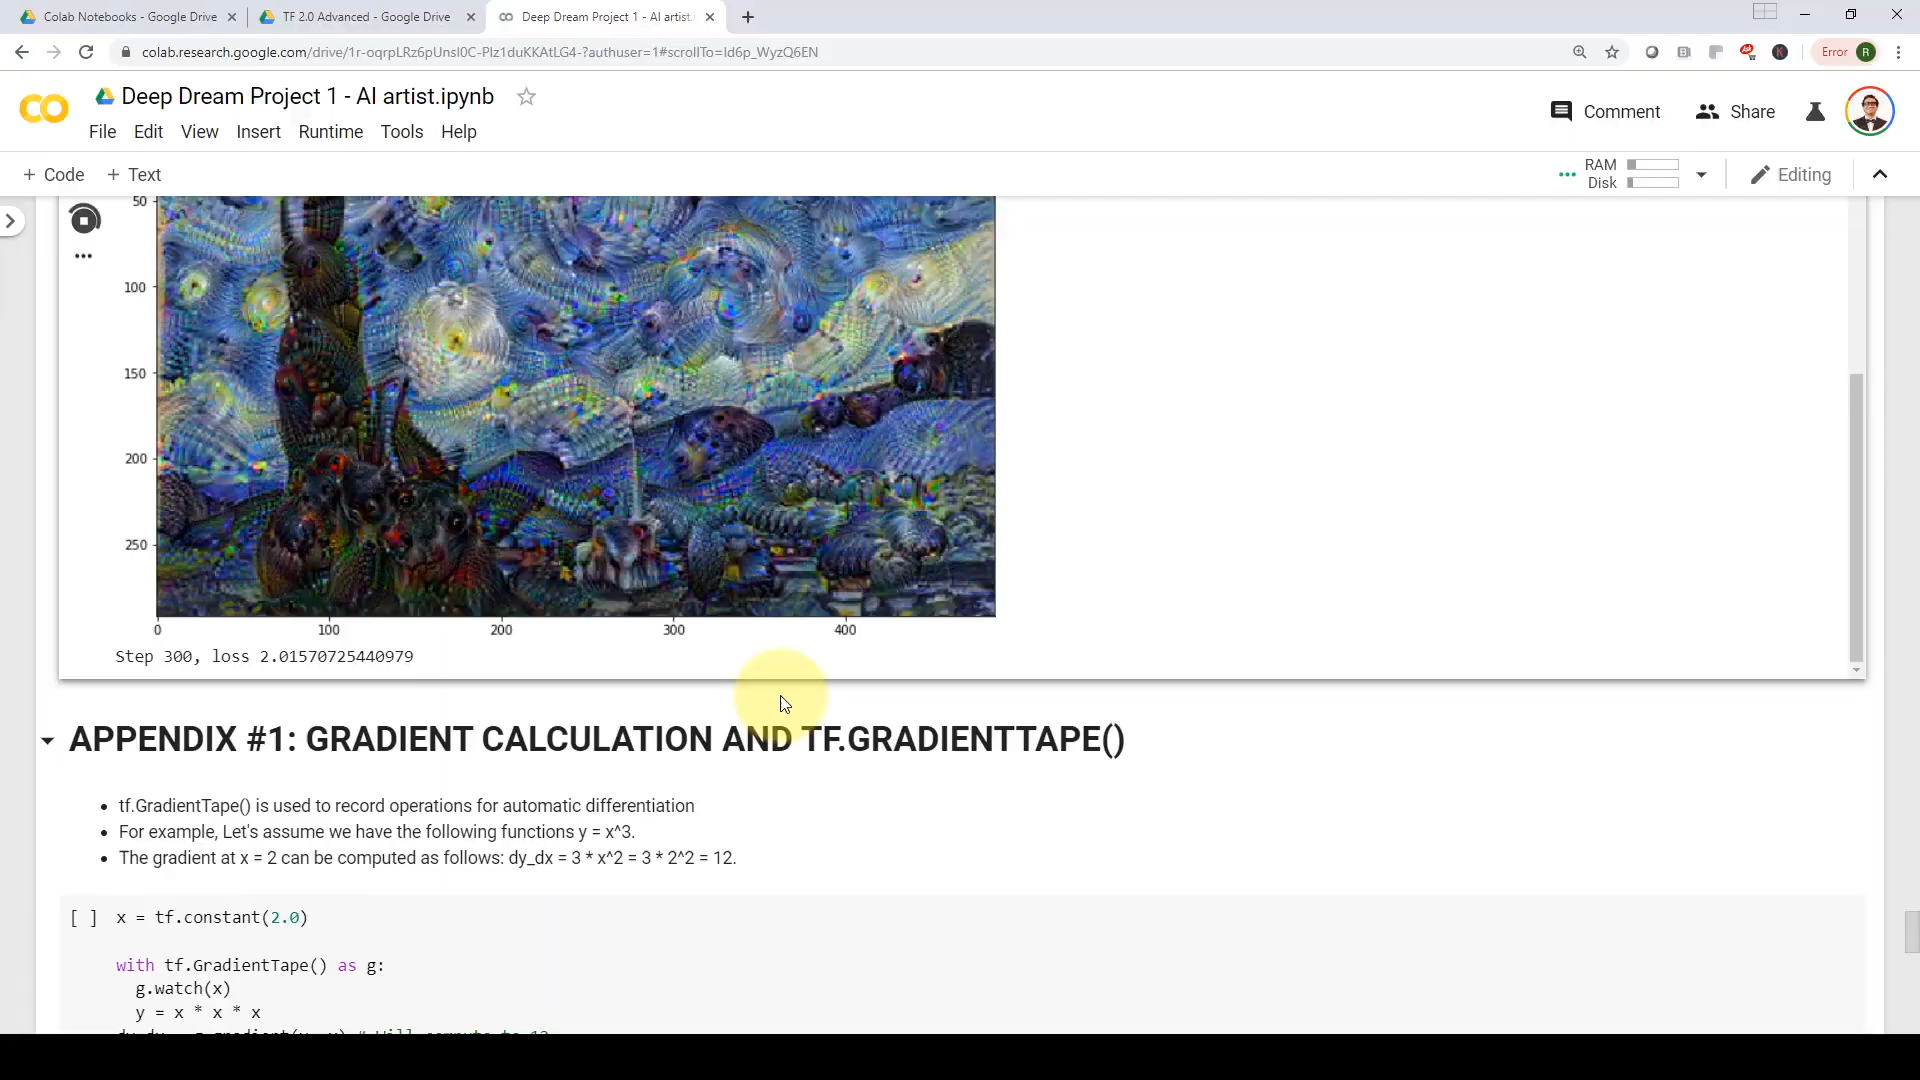 Colab Notebooks - Google Drive
TF 2.0 Advanced - Google Drive
Deep Dream Project 1 - AI artist.
colab.research.google.com/drive/1r-oqrpLRz6pUnsl0C-Plz1duKKAtLG4-?authuser=1#scrollTo=Id6p_WyzQ6EN
Error R
Deep Dream Project 1 - AI artist.ipynb
Comment
Share
File Edit View Insert Runtime Tools Help
+ Code + Text
RAM
Disk
Editing
50
100
150
200
250
0 100 200 300 400
Step 300, loss 2.01570725440979
APPENDIX #1: GRADIENT CALCULATION AND TF.GRADIENTTAPE()
• tf.GradientTape() is used to record operations for automatic differentiation
• For example, Let's assume we have the following functions y = x^3.
• The gradient at x = 2 can be computed as follows: dy_dx = 3 * x^2 = 3 * 2^2 = 12.
[ ] x = tf.constant(2.0)
with tf.GradientTape() as g:
g.watch(x)
y = x * x * x